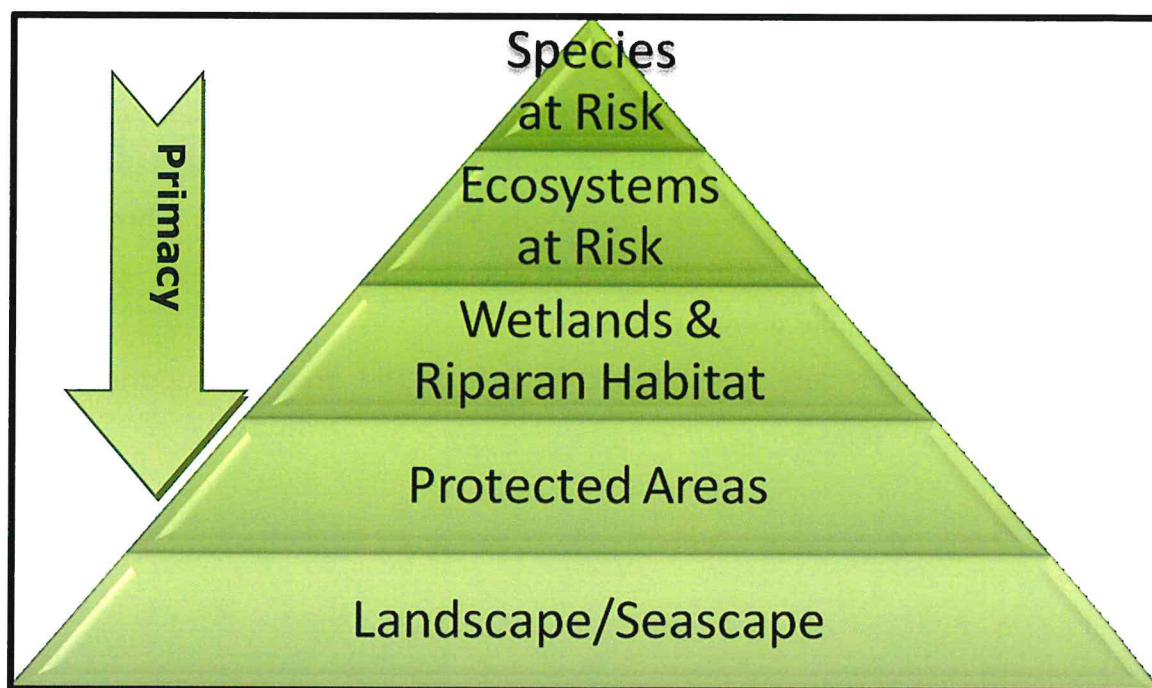 Species
at Risk
Primacy
Ecosystems
at Risk
Wetlands &
Riparan Habitat
Protected Areas
Landscape/Seascape